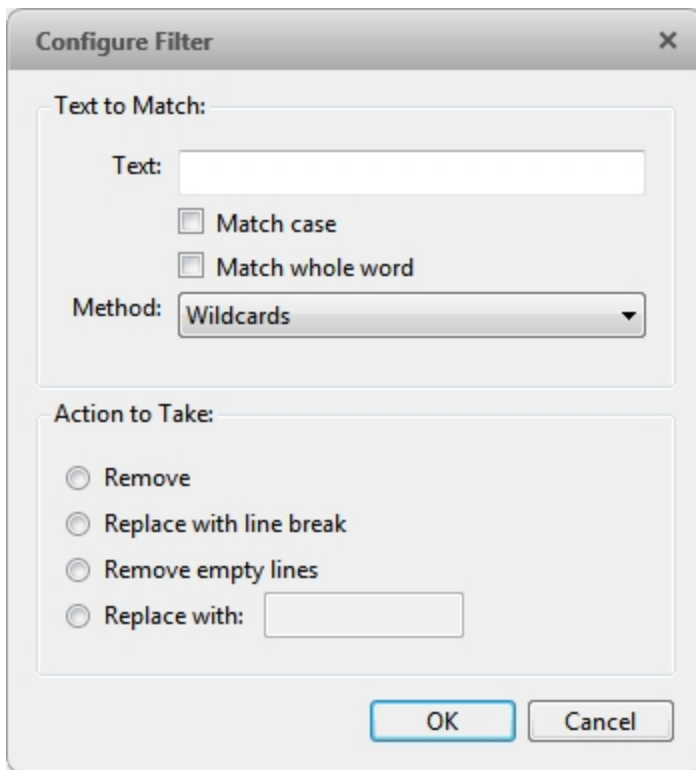 Configure Filter
Text to Match:
Text:
Match case
Match whole word
Method: Wildcards
Action to Take:
Remove
Replace with line break
Remove empty lines
Replace with:
OK Cancel